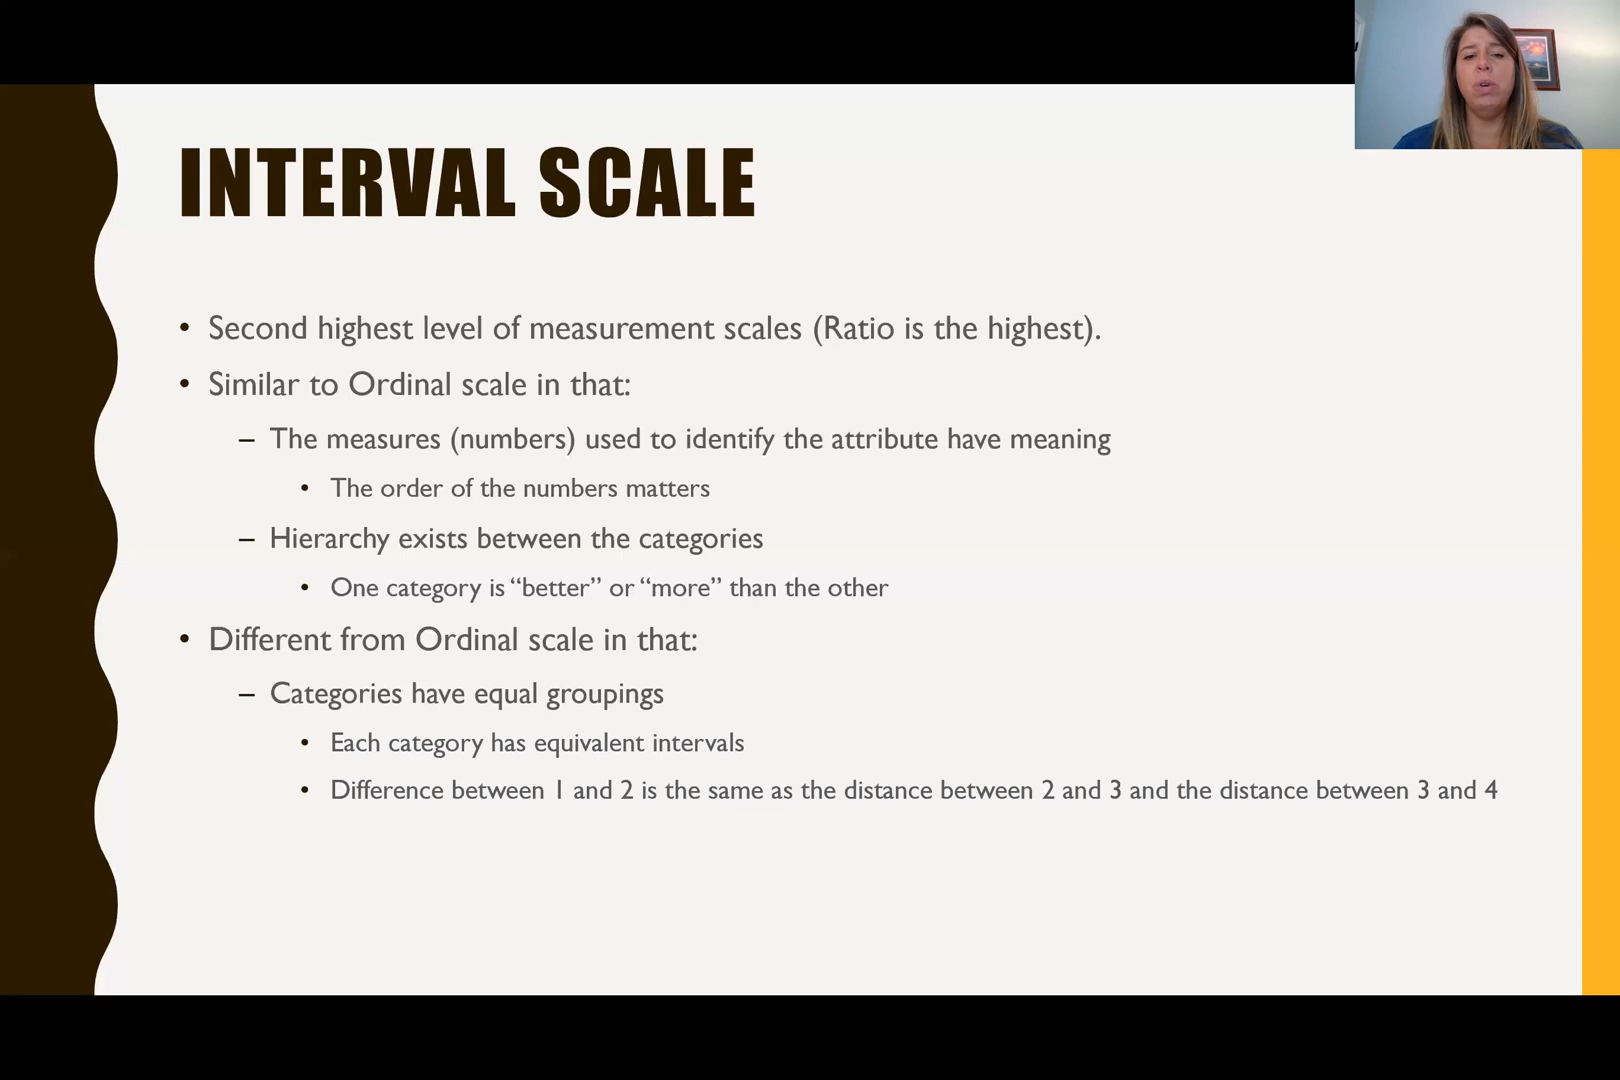 INTERVAL SCALE
• Second highest level of measurement scales (Ratio is the highest).
• Similar to Ordinal scale in that:
– The measures (numbers) used to identify the attribute have meaning
• The order of the numbers matters
– Hierarchy exists between the categories
• One category is “better” or “more” than the other
• Different from Ordinal scale in that:
– Categories have equal groupings
• Each category has equivalent intervals
• Difference between 1 and 2 is the same as the distance between 2 and 3 and the distance between 3 and 4